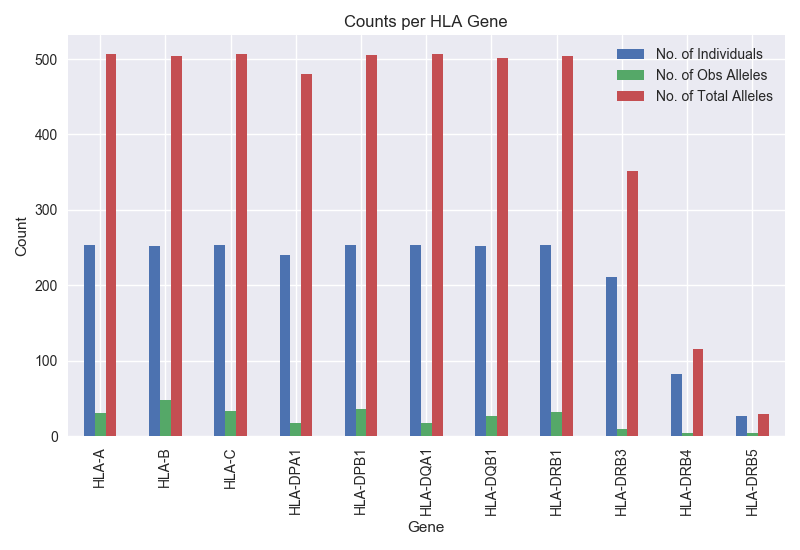 Counts per HLA Gene
No. of Individuals
No. of Obs Alleles
No. of Total Alleles
Count
500
400
300
200
100
0
HLA-A
HLA-B
HLA-C
HLA-DPA1
HLA-DPB1
HLA-DQA1
HLA-DQB1
HLA-DRB1
HLA-DRB3
HLA-DRB4
HLA-DRB5
Gene